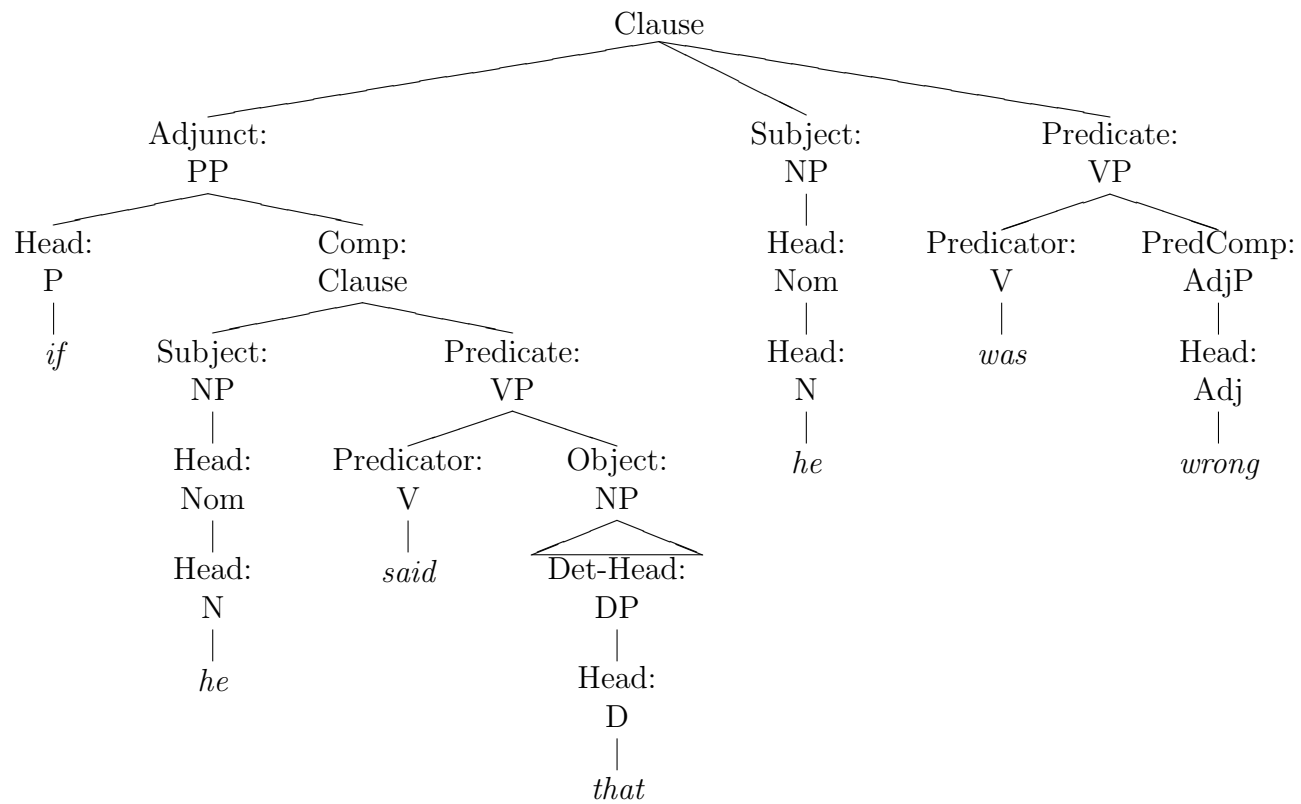 Clause
Adjunct: Subject: Predicate:
PP NP VP
Head: Comp: Head: Predicator: PredComp:
P Clause Nom V AdjP
if Subject: Predicate: Head: was Head:
NP VP N Adj
Head: Predicator: Object: he wrong
Nom V NP
Head: said Det-Head:
N DP
he Head:
D
that